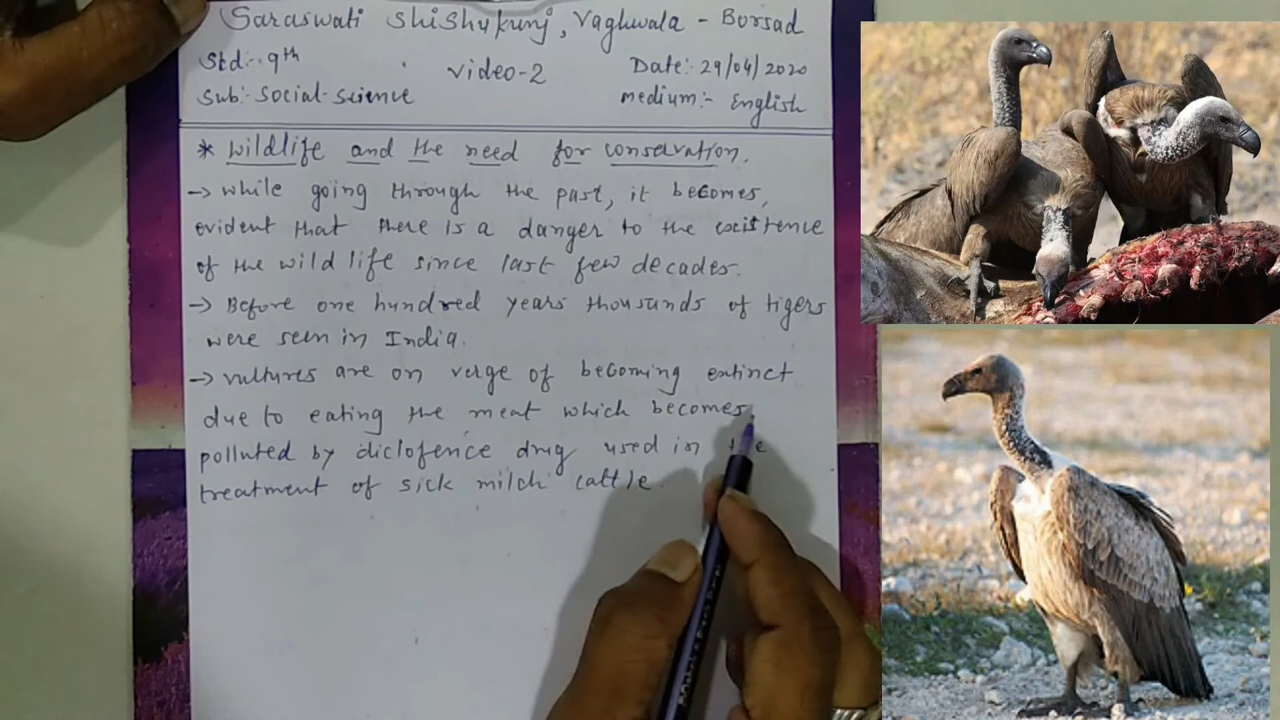 Saraswati Shishukunj, Vaghwala - Borsad
Std:- 9th
video-2
Date:- 29/04/2020
Sub:- Social-Science
medium:- English
* Wildlife and the need for conservation.
→ While going through the past, it becomes,
evident that there is a danger to the existence
of the wild life since last few decades.
→ Before one hundred years thousands of tigers
were seen in India.
→ vultures are on verge of becoming extinct
due to eating the meat which becomes
polluted by diclofence drug used in the
treatment of sick milch cattle.